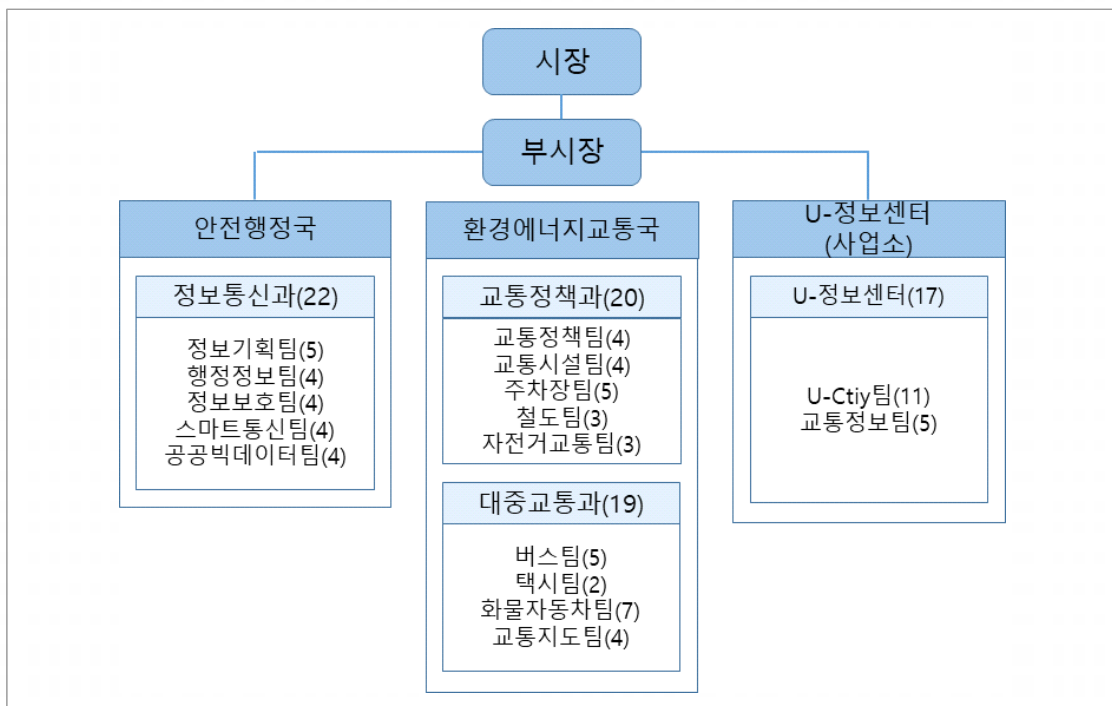 시장
부시장
안전행정국
정보통신과(22)
정보기획팀(5)
행정정보팀(4)
정보보호팀(4)
스마트통신팀(4)
공공빅데이터팀(4)
환경에너지교통국
교통정책과(20)
교통정책팀(4)
교통시설팀(4)
주차장팀(5)
철도팀(3)
자전거교통팀(3)
대중교통과(19)
버스팀(5)
택시팀(2)
화물자동차팀(7)
교통지도팀(4)
U-정보센터
(사업소)
U-정보센터(17)
U-Ctiy팀(11)
교통정보팀(5)